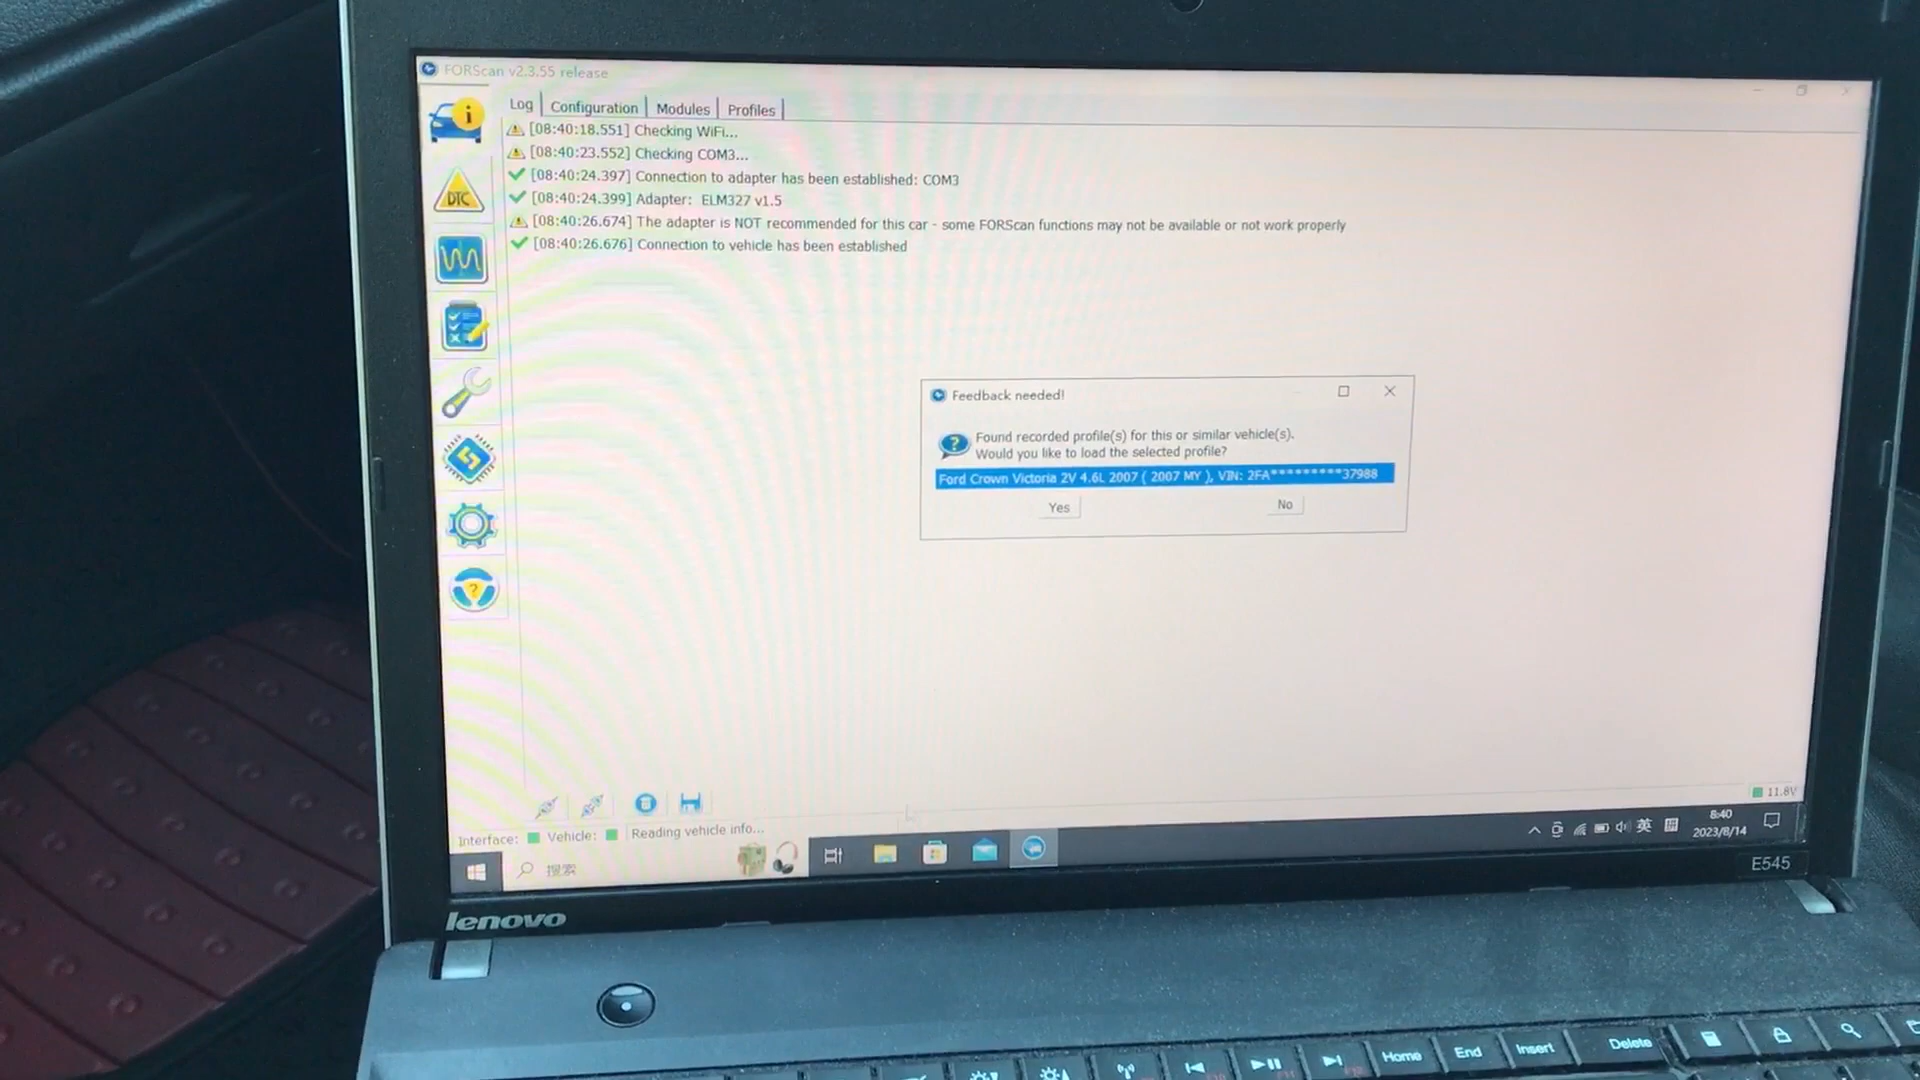 FORScan v2.3.55 release
Log Configuration Modules Profiles
[08:40:18.551] Checking WiFi...
[08:40:23.552] Checking COM3...
[08:40:24.397] Connection to adapter has been established: COM3
[08:40:24.399] Adapter: ELM327 v1.5
[08:40:26.674] The adapter is NOT recommended for this car - some FORScan functions may not be available or not work properly
[08:40:26.676] Connection to vehicle has been established
DTC
Feedback needed!
Found recorded profile(s) for this or similar vehicle(s).
Would you like to load the selected profile?
Ford Crown Victoria 2V 4.6L 2007 ( 2007 MY ), VIN: 2FA*********37988
Yes No
11.8V
Interface: Vehicle: Reading vehicle info...
搜索
英
拼
8:40
2023/8/14
E545
lenovo
Home End Insert Delete